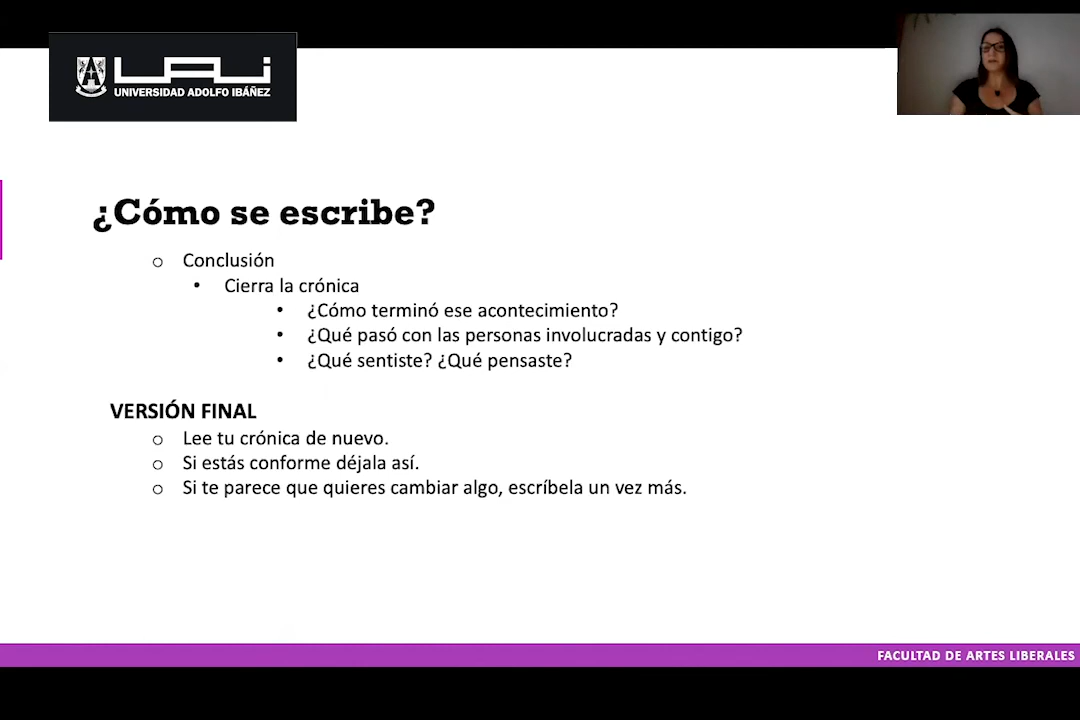 UAI
UNIVERSIDAD ADOLFO IBÁÑEZ
¿Cómo se escribe?
o Conclusión
• Cierra la crónica
• ¿Cómo terminó ese acontecimiento?
• ¿Qué pasó con las personas involucradas y contigo?
• ¿Qué sentiste? ¿Qué pensaste?
VERSIÓN FINAL
o Lee tu crónica de nuevo.
o Si estás conforme déjala así.
o Si te parece que quieres cambiar algo, escríbela un vez más.
FACULTAD DE ARTES LIBERALES